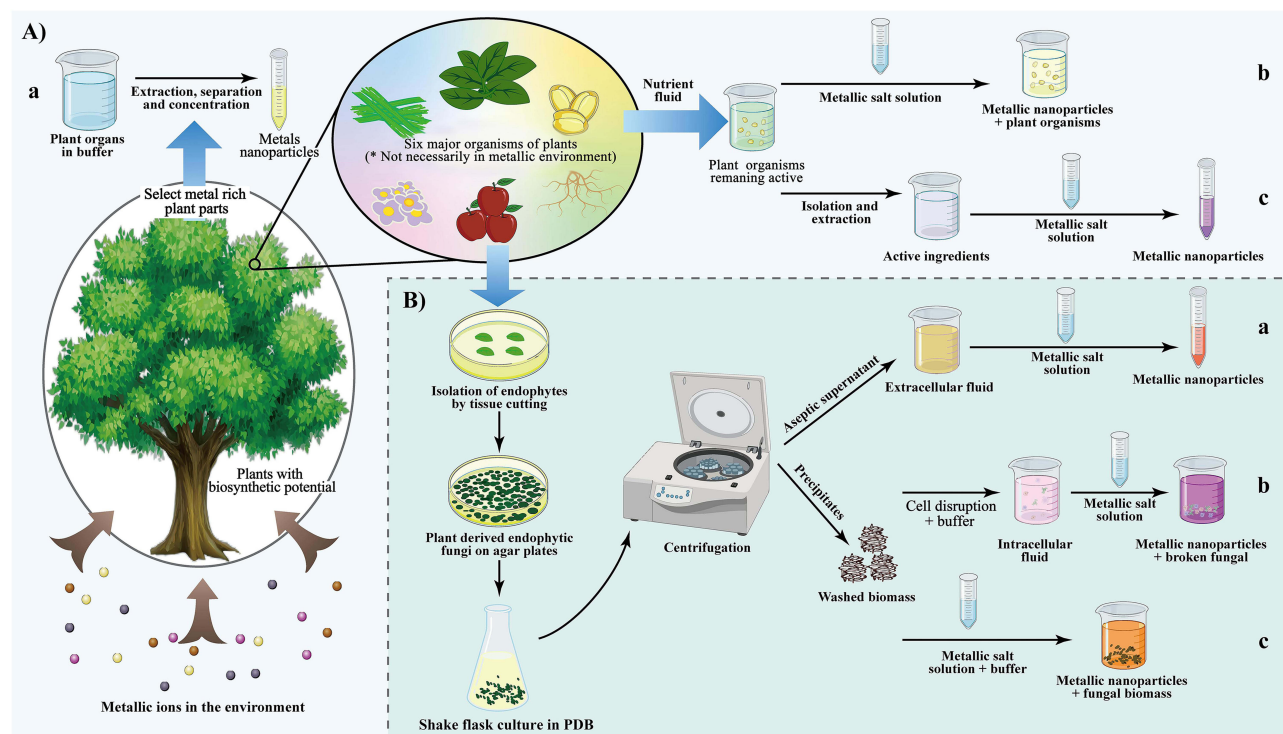 A)
a
Plant organs
in buffer
Extraction, separation
and concentration
Metals
nanoparticles
Select metal rich
plant parts
Plants with
biosynthetic potential
Metallic ions in the environment
Six major organisms of plants
(* Not necessarily in metallic environment)
Nutrient
fluid
Plant organisms
remaning active
Metallic salt solution
Metallic nanoparticles
+ plant organisms
b
Isolation and
extraction
Active ingredients
Metallic salt
solution
Metallic nanoparticles
c
B)
Isolation of endophytes
by tissue cutting
Plant derived endophytic
fungi on agar plates
Shake flask culture in PDB
Centrifugation
Aseptic supernatant
Extracellular fluid
Metallic salt
solution
Metallic nanoparticles
a
Precipitates
Washed biomass
Cell disruption
+ buffer
Intracellular
fluid
Metallic salt
solution
Metallic nanoparticles
+ broken fungal
b
Metallic salt
solution + buffer
Metallic nanoparticles
+ fungal biomass
c